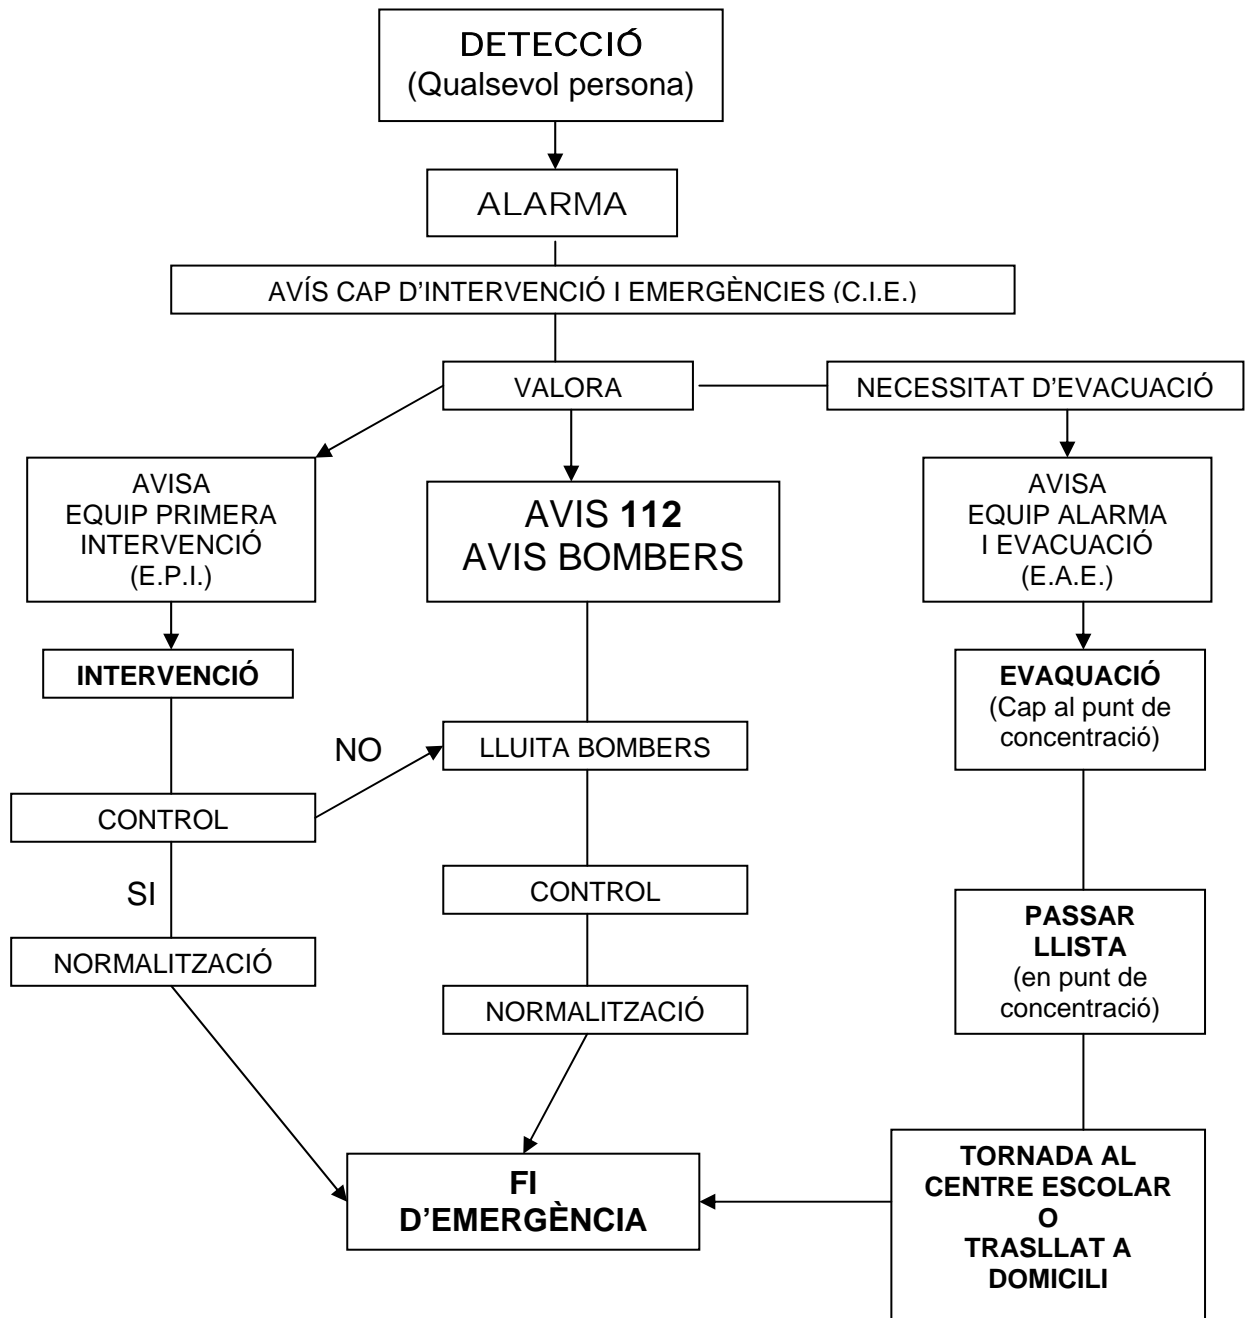 DETECCIÓ
(Qualsevol persona)
ALARMA
AVÍS CAP D'INTERVENCIÓ I EMERGÈNCIES (C.I.E.)
VALORA
NECESSITAT D'EVACUACIÓ
AVISA
EQUIP PRIMERA
INTERVENCIÓ
(E.P.I.)
AVIS 112
AVIS BOMBERS
AVISA
EQUIP ALARMA
I EVACUACIÓ
(E.A.E.)
INTERVENCIÓ
EVAQUACIÓ
(Cap al punt de
concentració)
NO
LLUITA BOMBERS
CONTROL
SI
CONTROL
PASSAR
LLISTA
(en punt de
concentració)
NORMALITZACIÓ
NORMALITZACIÓ
FI
D'EMERGÈNCIA
TORNADA AL
CENTRE ESCOLAR
O
TRASLLAT A
DOMICILI